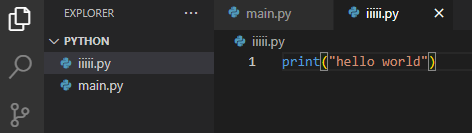 EXPLORER ...
PYTHON
iiiii.py
main.py
main.py iiiii.py
iiiii.py
1 print("hello world")